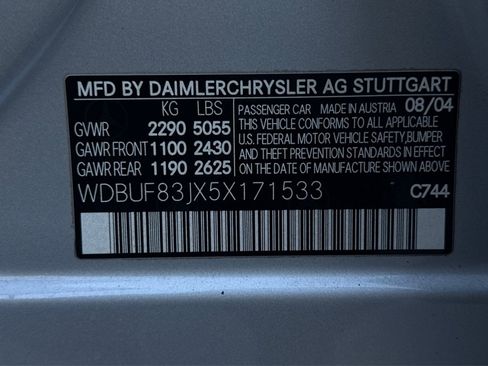 MFD BY DAIMLERCHRYSLER AG STUTTGART
KG LBS PASSENGER CAR MADE IN AUSTRIA 08/04
GVWR 2290 5055 THIS VEHICLE CONFORMS TO ALL APPLICABLE
GAWR FRONT 1100 2430 U.S. FEDERAL MOTOR VEHICLE SAFETY,BUMPER
GAWR REAR 1190 2625 AND THEFT PREVENTION STANDARDS IN EFFECT
ON THE DATE OF MANUFACTURE SHOWN ABOVE.
WDBUF83JX5X171533 C744